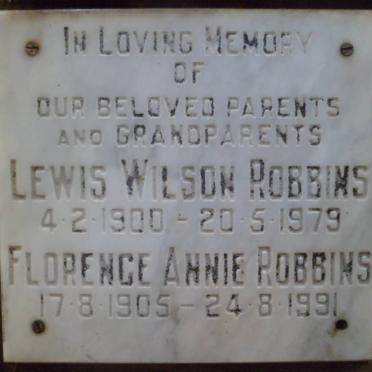 IN LOVING MEMORY
OF
OUR BELOVED PARENTS
AND GRANDPARENTS
LEWIS WILSON ROBBINS
4·2·1900 - 20·5·1979
FLORENCE ANNIE ROBBINS
17·8·1905 - 24·8·1991